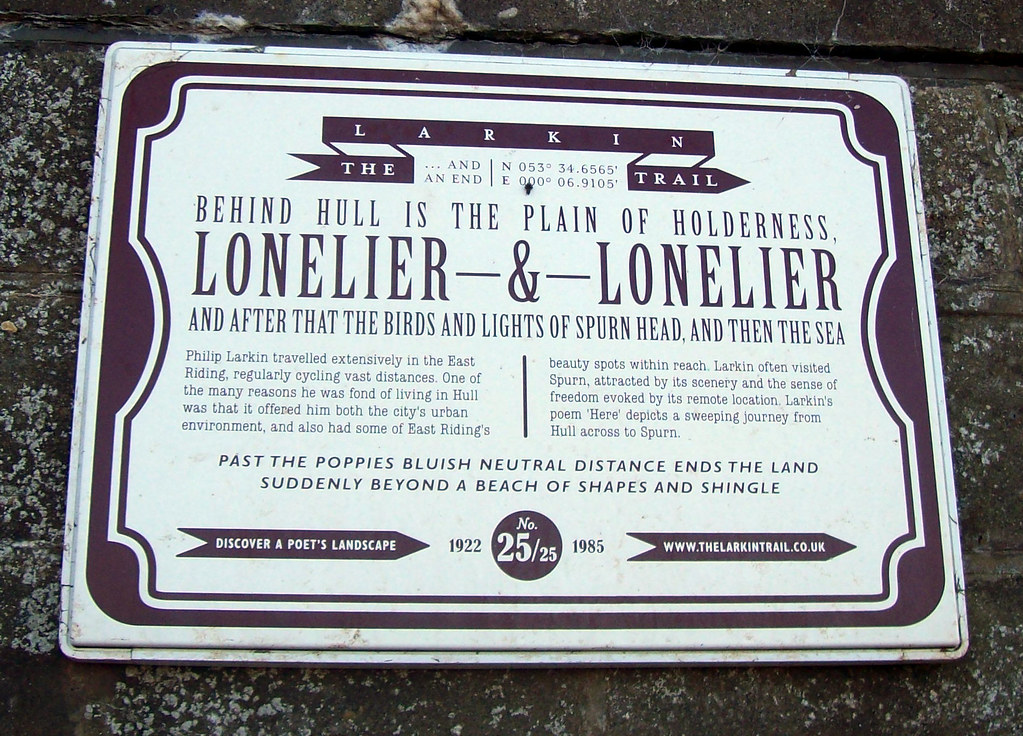 LARKIN
THE TRAIL
... AND | N 053° 34.6565'
AN END | E 000° 06.9105'
BEHIND HULL IS THE PLAIN OF HOLDERNESS,
LONELIER — & — LONELIER
AND AFTER THAT THE BIRDS AND LIGHTS OF SPURN HEAD, AND THEN THE SEA
Philip Larkin travelled extensively in the East
Riding, regularly cycling vast distances. One of
the many reasons he was fond of living in Hull
was that it offered him both the city's urban
environment, and also had some of East Riding's
beauty spots within reach. Larkin often visited
Spurn, attracted by its scenery and the sense of
freedom evoked by its remote location. Larkin's
poem 'Here' depicts a sweeping journey from
Hull across to Spurn.
PAST THE POPPIES BLUISH NEUTRAL DISTANCE ENDS THE LAND
SUDDENLY BEYOND A BEACH OF SHAPES AND SHINGLE
DISCOVER A POET'S LANDSCAPE
1922 No. 25/25 1985
WWW.THELARKINTRAIL.CO.UK